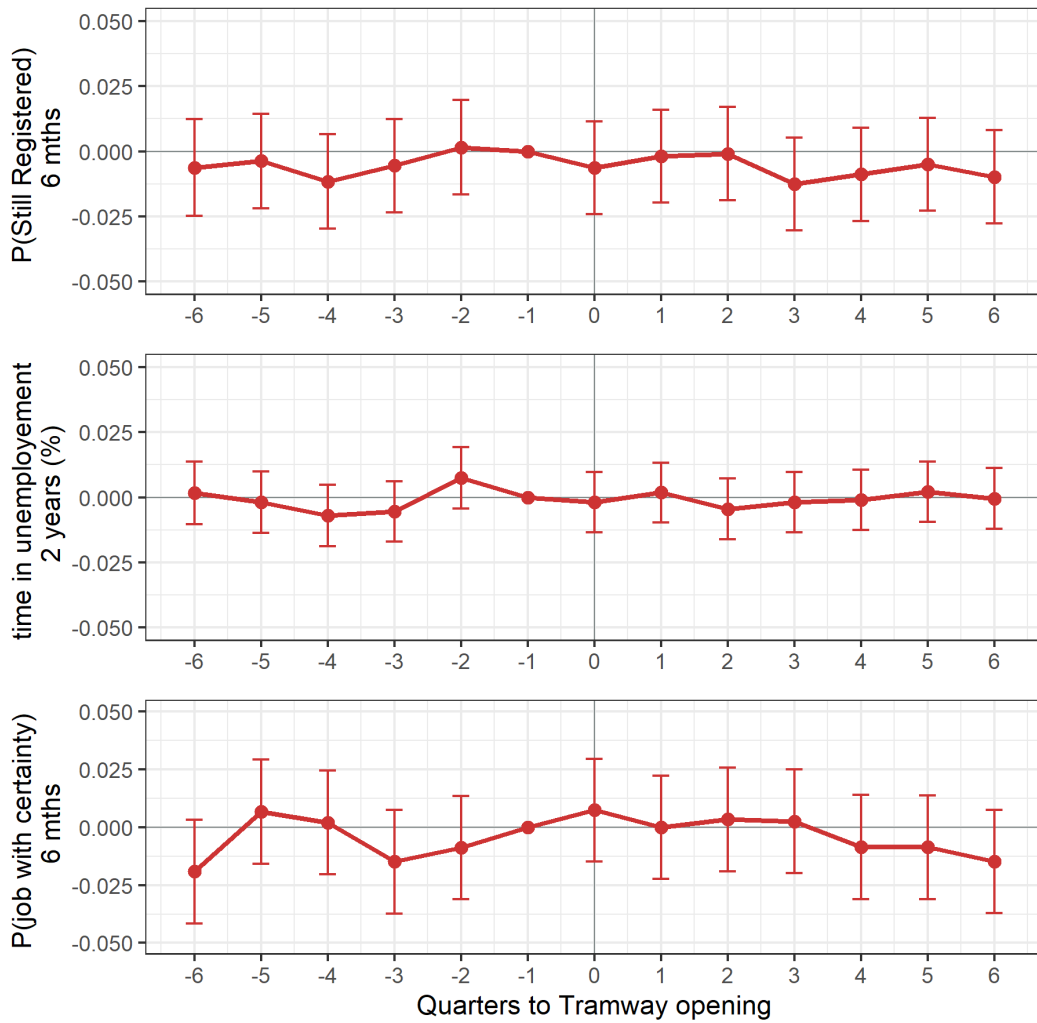 P(Still Registered)
6 mths
0.050
0.025
0.000
-0.025
-0.050
-6 -5 -4 -3 -2 -1 0 1 2 3 4 5 6
time in unemployement
2 years (%)
0.050
0.025
0.000
-0.025
-0.050
-6 -5 -4 -3 -2 -1 0 1 2 3 4 5 6
P(job with certainty)
6 mths
0.050
0.025
0.000
-0.025
-0.050
-6 -5 -4 -3 -2 -1 0 1 2 3 4 5 6
Quarters to Tramway opening